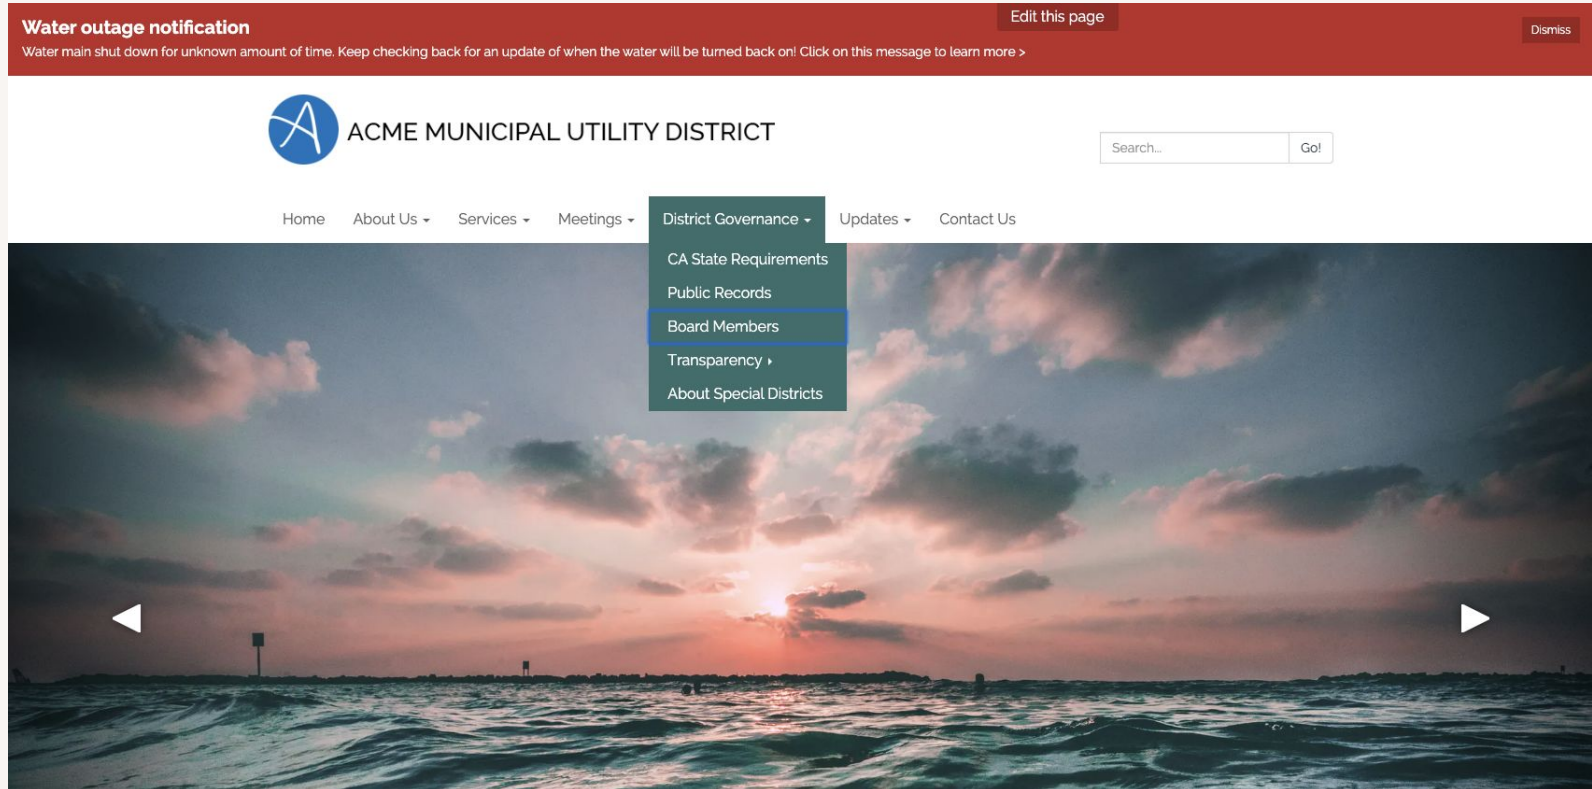 Edit this page
Water outage notification
Dismiss
Water main shut down for unknown amount of time. Keep checking back for an update of when the water will be turned back on! Click on this message to learn more >
ACME MUNICIPAL UTILITY DISTRICT
Search...
Go!
Home
About Us
Services
Meetings
District Governance
Updates
Contact Us
CA State Requirements
Public Records
Board Members
Transparency
About Special Districts